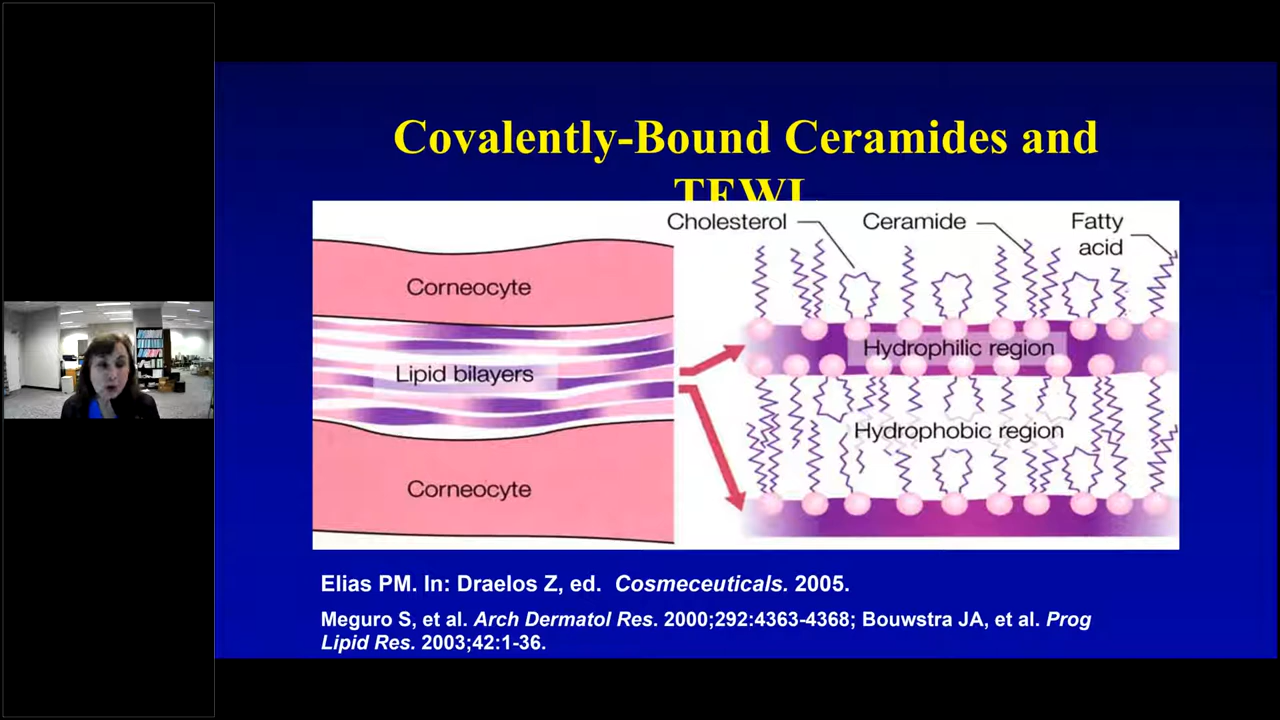 Covalently-Bound Ceramides and
TEWL
Cholesterol
Ceramide
Fatty
acid
Corneocyte
Lipid bilayers
Corneocyte
Hydrophilic region
Hydrophobic region
Elias PM. In: Draelos Z, ed. Cosmeceuticals. 2005.
Meguro S, et al. Arch Dermatol Res. 2000;292:4363-4368; Bouwstra JA, et al. Prog
Lipid Res. 2003;42:1-36.